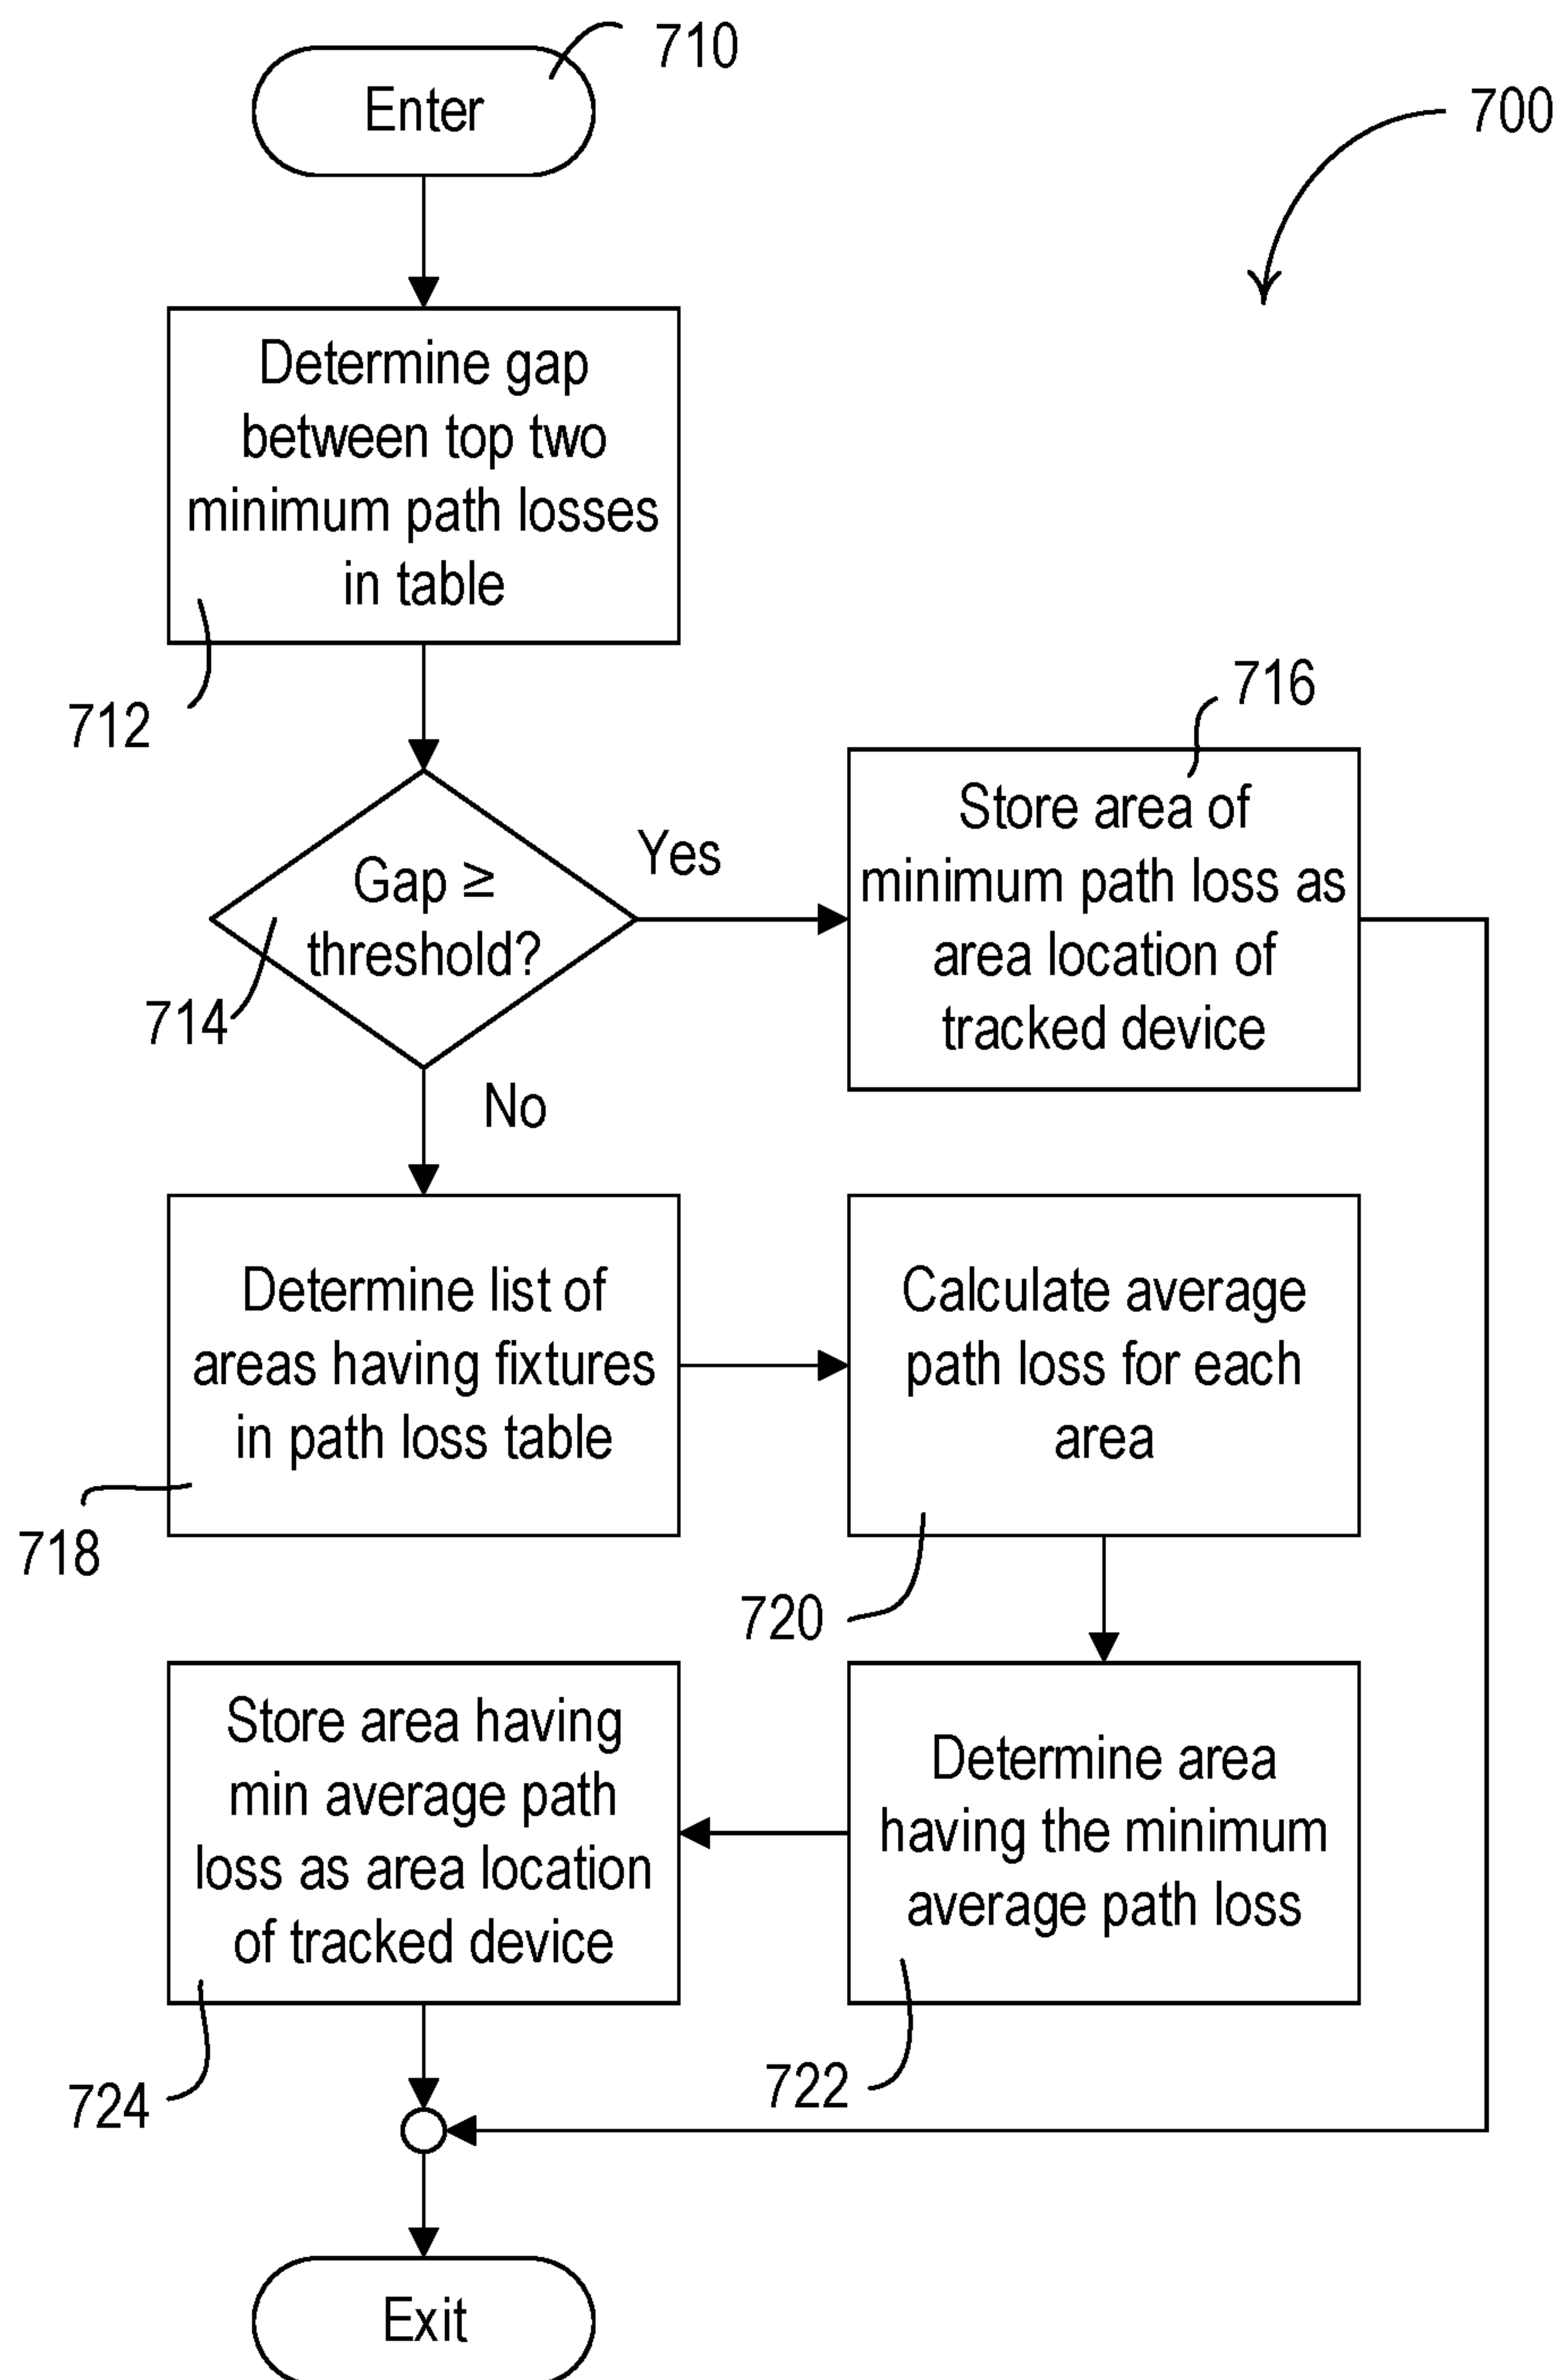 710
Enter
700
Determine gap
between top two
minimum path losses
in table
712
716
Store area of
minimum path loss as
area location of
tracked device
Yes
Gap ≥
threshold?
714
No
Determine list of
areas having fixtures
in path loss table
718
Calculate average
path loss for each
area
720
Store area having
min average path
loss as area location
of tracked device
724
Determine area
having the minimum
average path loss
722
Exit